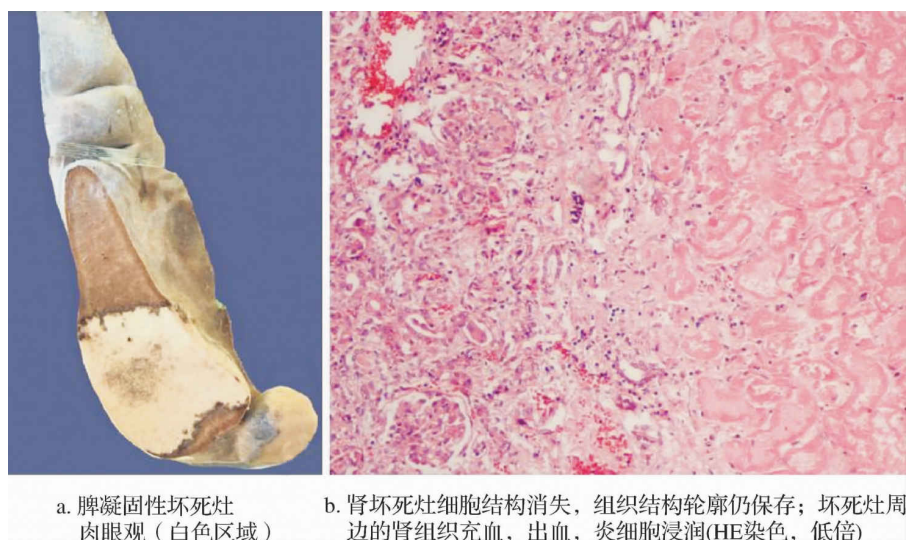 a. 脾凝固性坏死灶
肉眼观（白色区域）
b. 肾坏死灶细胞结构消失，组织结构轮廓仍保存；坏死灶周
边的肾组织充血，出血，炎细胞浸润(HE染色，低倍)